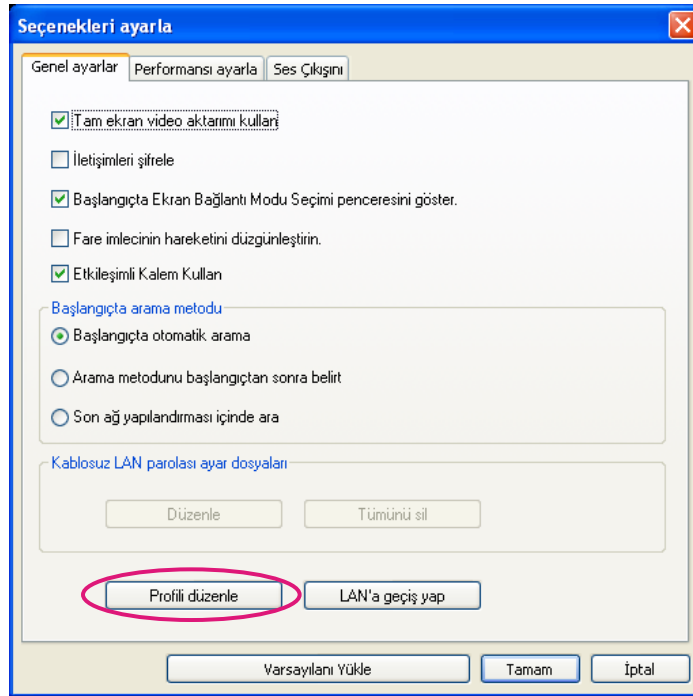 Seçenekleri ayarla
Genel ayarlar Performansı ayarla Ses Çıkışını
Tam ekran video aktarımı kullan
İletişimleri şifrele
Başlangıçta Ekran Bağlantı Modu Seçimi penceresini göster.
Fare imlecinin hareketini düzgünleştirin.
Etkileşimli Kalem Kullan
Başlangıçta arama metodu
Başlangıçta otomatik arama
Arama metodunu başlangıçtan sonra belirt
Son ağ yapılandırması içinde ara
Kablosuz LAN parolası ayar dosyaları
Düzenle Tümünü sil
Profili düzenle LAN'a geçiş yap
Varsayılanı Yükle Tamam İptal